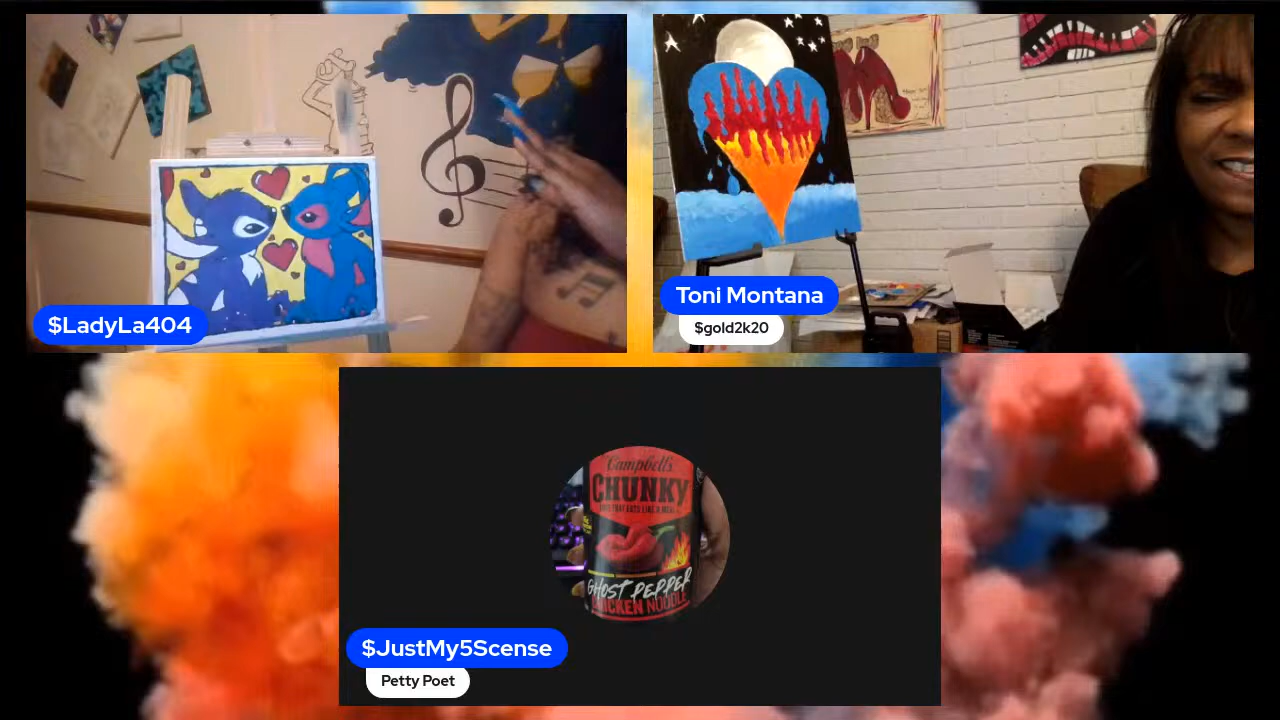 $LadyLa404
Toni Montana
$gold2k20
Campbell's
CHUNKY
GHOST PEPPER
CHICKEN NOODLE
$JustMy5Scense
Petty Poet